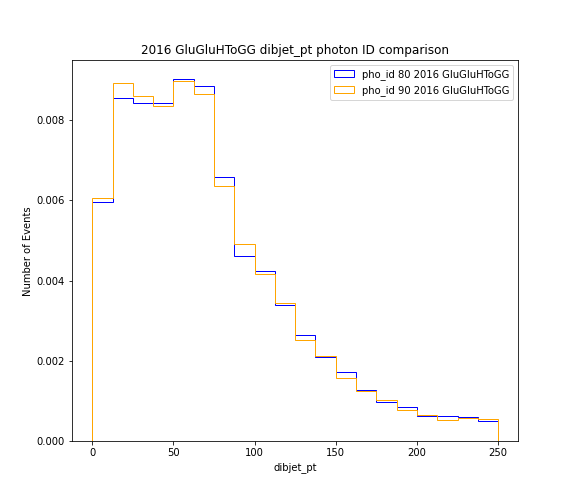 2016 GluGluHToGG dibjet_pt photon ID comparison
pho_id 80 2016 GluGluHToGG
pho_id 90 2016 GluGluHToGG
Number of Events
0.008
0.006
0.004
0.002
0.000
0 50 100 150 200 250
dibjet_pt